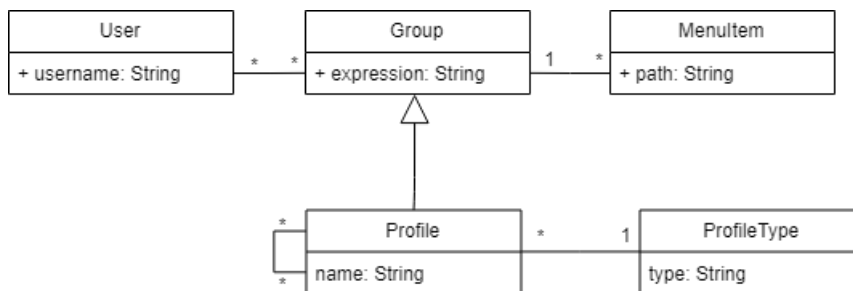 User
Group
MenuItem
+ username: String
*
*
+ expression: String
1
*
+ path: String
*
Profile
*
1
ProfileType
*
name: String
type: String